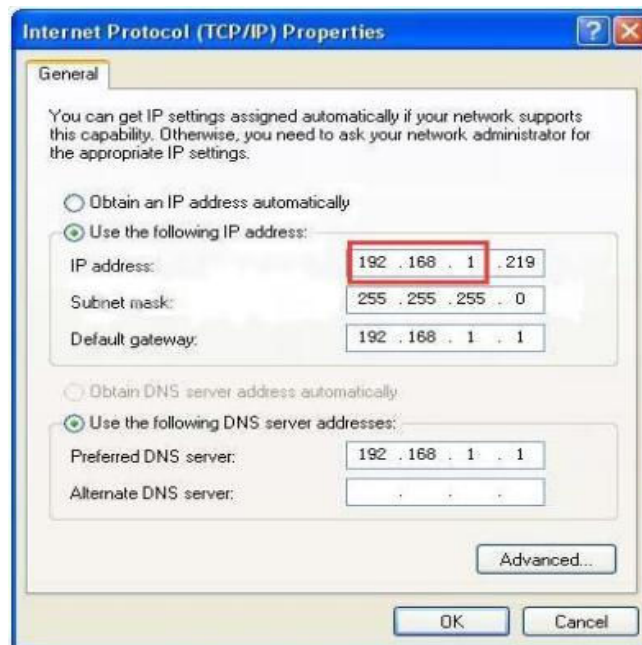 Internet Protocol (TCP/IP) Properties
General
You can get IP settings assigned automatically if your network supports
this capability. Otherwise, you need to ask your network administrator for
the appropriate IP settings.
Obtain an IP address automatically
Use the following IP address:
IP address: 192 . 168 . 1 . 219
Subnet mask: 255 . 255 . 255 . 0
Default gateway: 192 . 168 . 1 . 1
Obtain DNS server address automatically
Use the following DNS server addresses:
Preferred DNS server: 192 . 168 . 1 . 1
Alternate DNS server: . . .
Advanced...
OK Cancel